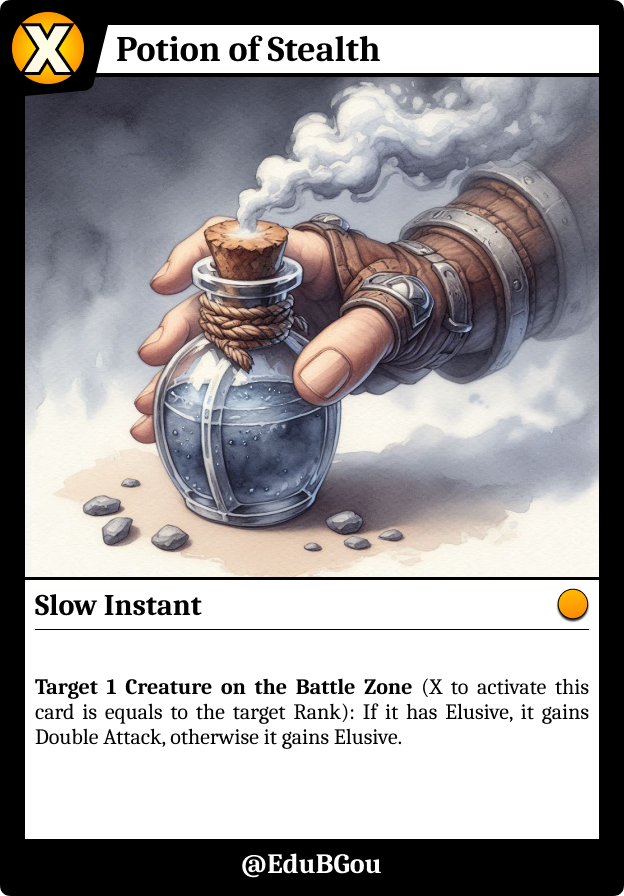 X
Potion of Stealth
Slow Instant
Target 1 Creature on the Battle Zone (X to activate this
card is equals to the target Rank): If it has Elusive, it gains
Double Attack, otherwise it gains Elusive.
@EduBGou